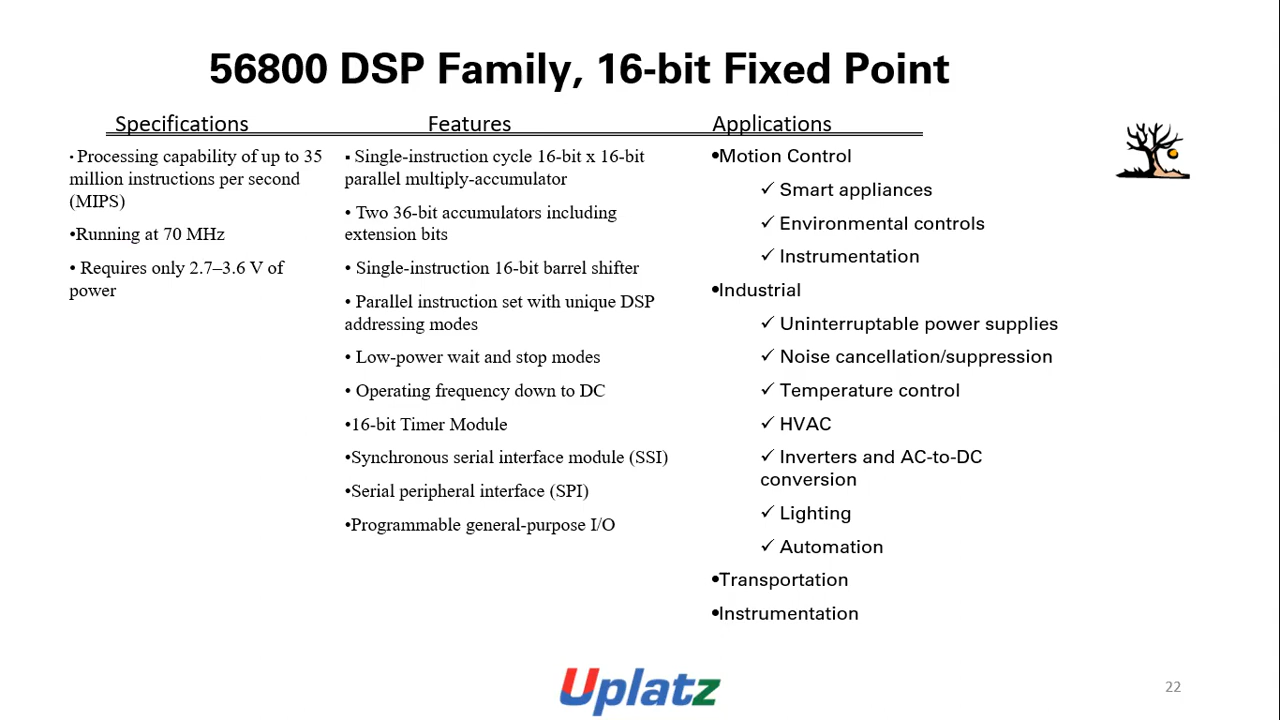 56800 DSP Family, 16-bit Fixed Point
Specifications
▪ Processing capability of up to 35
million instructions per second
(MIPS)
•Running at 70 MHz
• Requires only 2.7–3.6 V of
power
Features
▪ Single-instruction cycle 16-bit x 16-bit
parallel multiply-accumulator
• Two 36-bit accumulators including
extension bits
• Single-instruction 16-bit barrel shifter
• Parallel instruction set with unique DSP
addressing modes
• Low-power wait and stop modes
• Operating frequency down to DC
•16-bit Timer Module
•Synchronous serial interface module (SSI)
•Serial peripheral interface (SPI)
•Programmable general-purpose I/O
Applications
•Motion Control
✓ Smart appliances
✓ Environmental controls
✓ Instrumentation
•Industrial
✓ Uninterruptable power supplies
✓ Noise cancellation/suppression
✓ Temperature control
✓ HVAC
✓ Inverters and AC-to-DC
conversion
✓ Lighting
✓ Automation
•Transportation
•Instrumentation
Uplatz
22